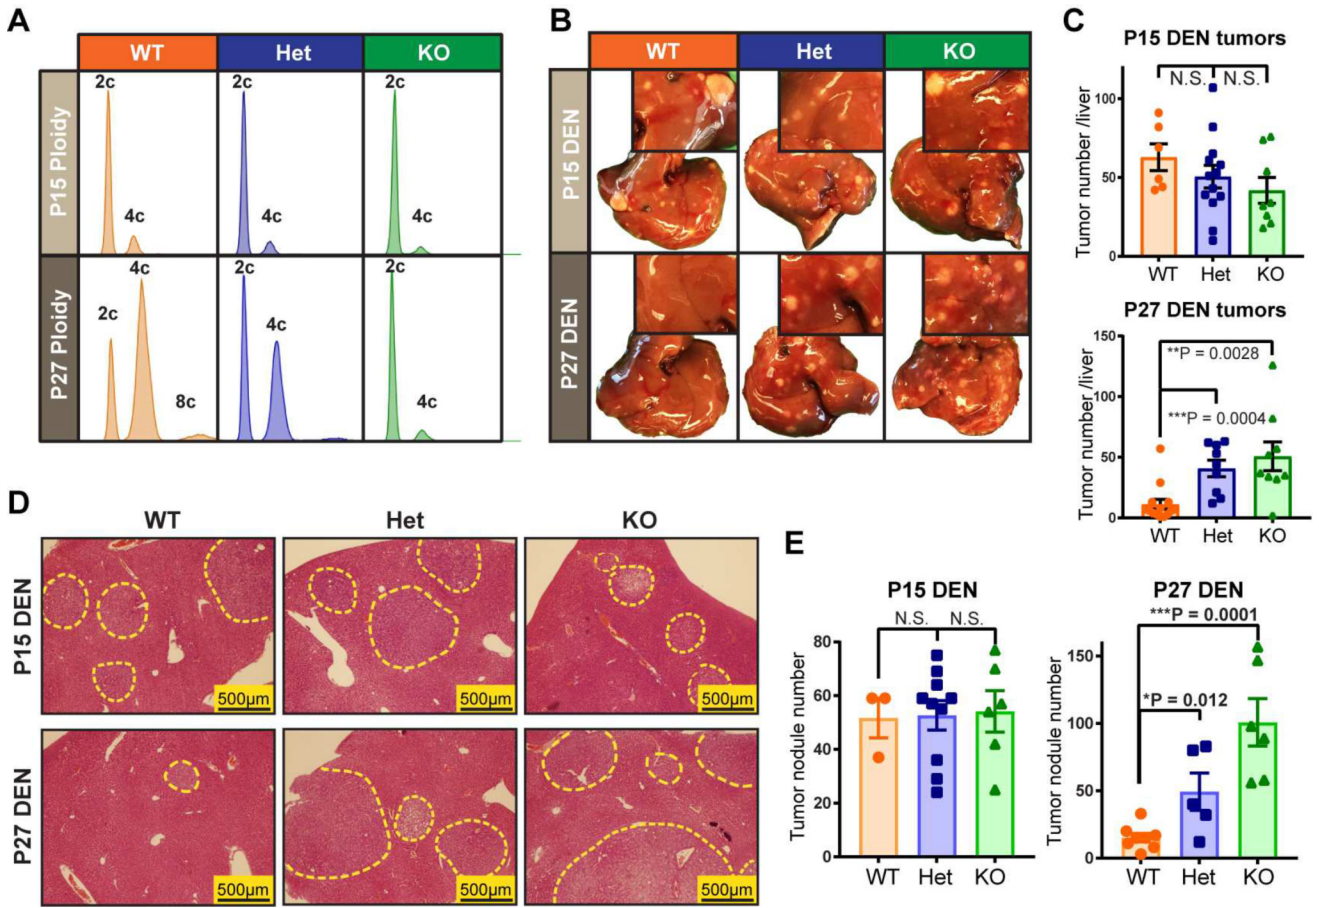 A
WT
Het
KO
P15 Ploidy
2c
4c
2c
4c
2c
4c
P27 Ploidy
2c
4c
8c
2c
4c
2c
4c
B
WT
Het
KO
P15 DEN
P27 DEN
C
P15 DEN tumors
Tumor number /liver
100
50
0
N.S.
N.S.
WT
Het
KO
P27 DEN tumors
Tumor number /liver
150
100
50
0
**P = 0.0028
***P = 0.0004
WT
Het
KO
D
WT
Het
KO
P15 DEN
500µm
500µm
500µm
P27 DEN
500µm
500µm
500µm
E
P15 DEN
Tumor nodule number
80
60
40
20
0
N.S.
N.S.
WT
Het
KO
P27 DEN
Tumor nodule number
150
100
50
0
***P = 0.0001
*P = 0.012
WT
Het
KO